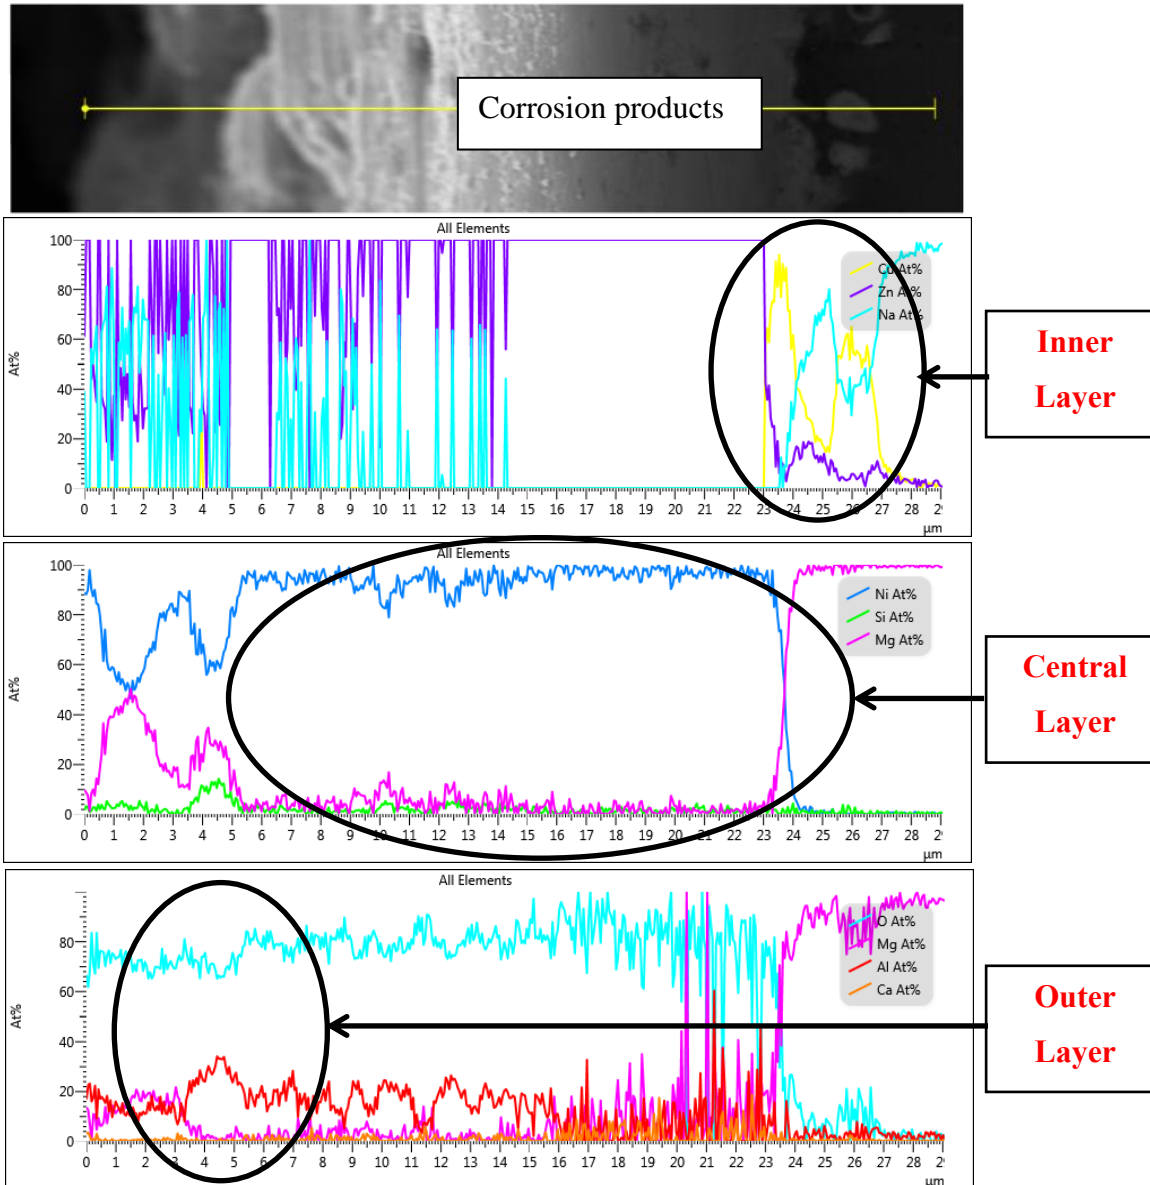 Corrosion products
All Elements
100
80
60
40
20
0
At%
Cu At%
Zn At%
Na At%
0 1 2 3 4 5 6 7 8 9 10 11 12 13 14 15 16 17 18 19 20 21 22 23 24 25 26 27 28 2
µm
Inner
Layer
All Elements
100
80
60
40
20
0
At%
Ni At%
Si At%
Mg At%
0 1 2 3 4 5 6 7 8 9 10 11 12 13 14 15 16 17 18 19 20 21 22 23 24 25 26 27 28 2
µm
Central
Layer
All Elements
80
60
40
20
0
At%
O At%
Mg At%
Al At%
Ca At%
0 1 2 3 4 5 6 7 8 9 10 11 12 13 14 15 16 17 18 19 20 21 22 23 24 25 26 27 28 2
µm
Outer
Layer